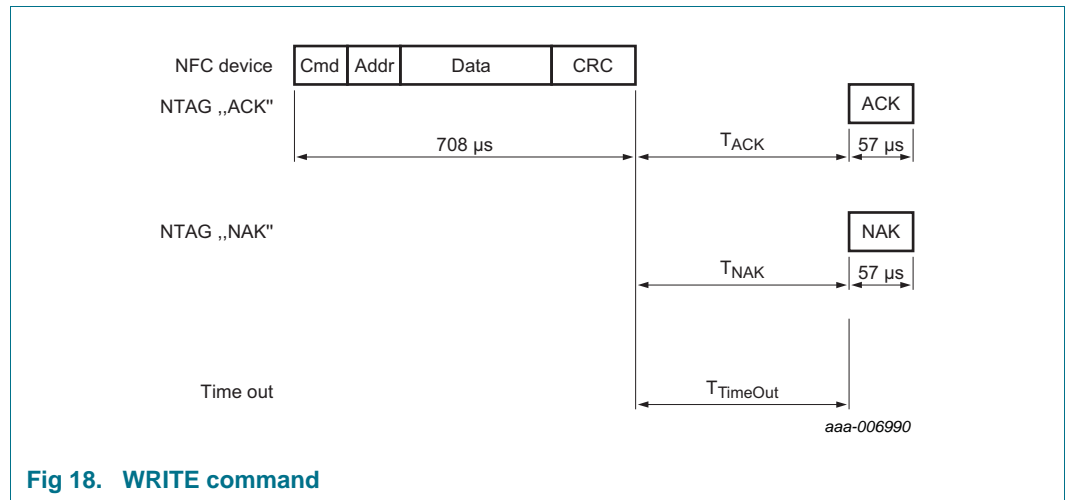 NFC device Cmd Addr Data CRC
NTAG ,,ACK" ACK
708 µs TACK 57 µs
NTAG ,,NAK" NAK
TNAK 57 µs
Time out TTimeOut
aaa-006990
Fig 18. WRITE command